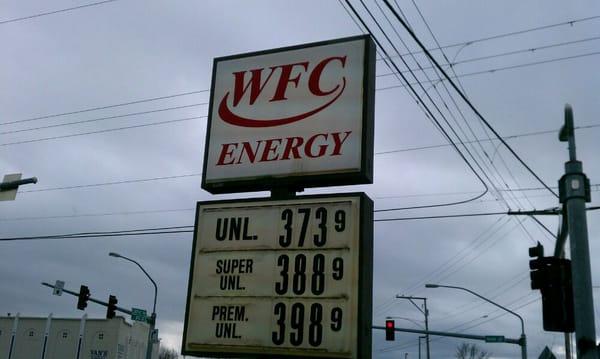 WFC
ENERGY
UNL. 373 9
SUPER UNL. 388 9
PREM. UNL. 398 9